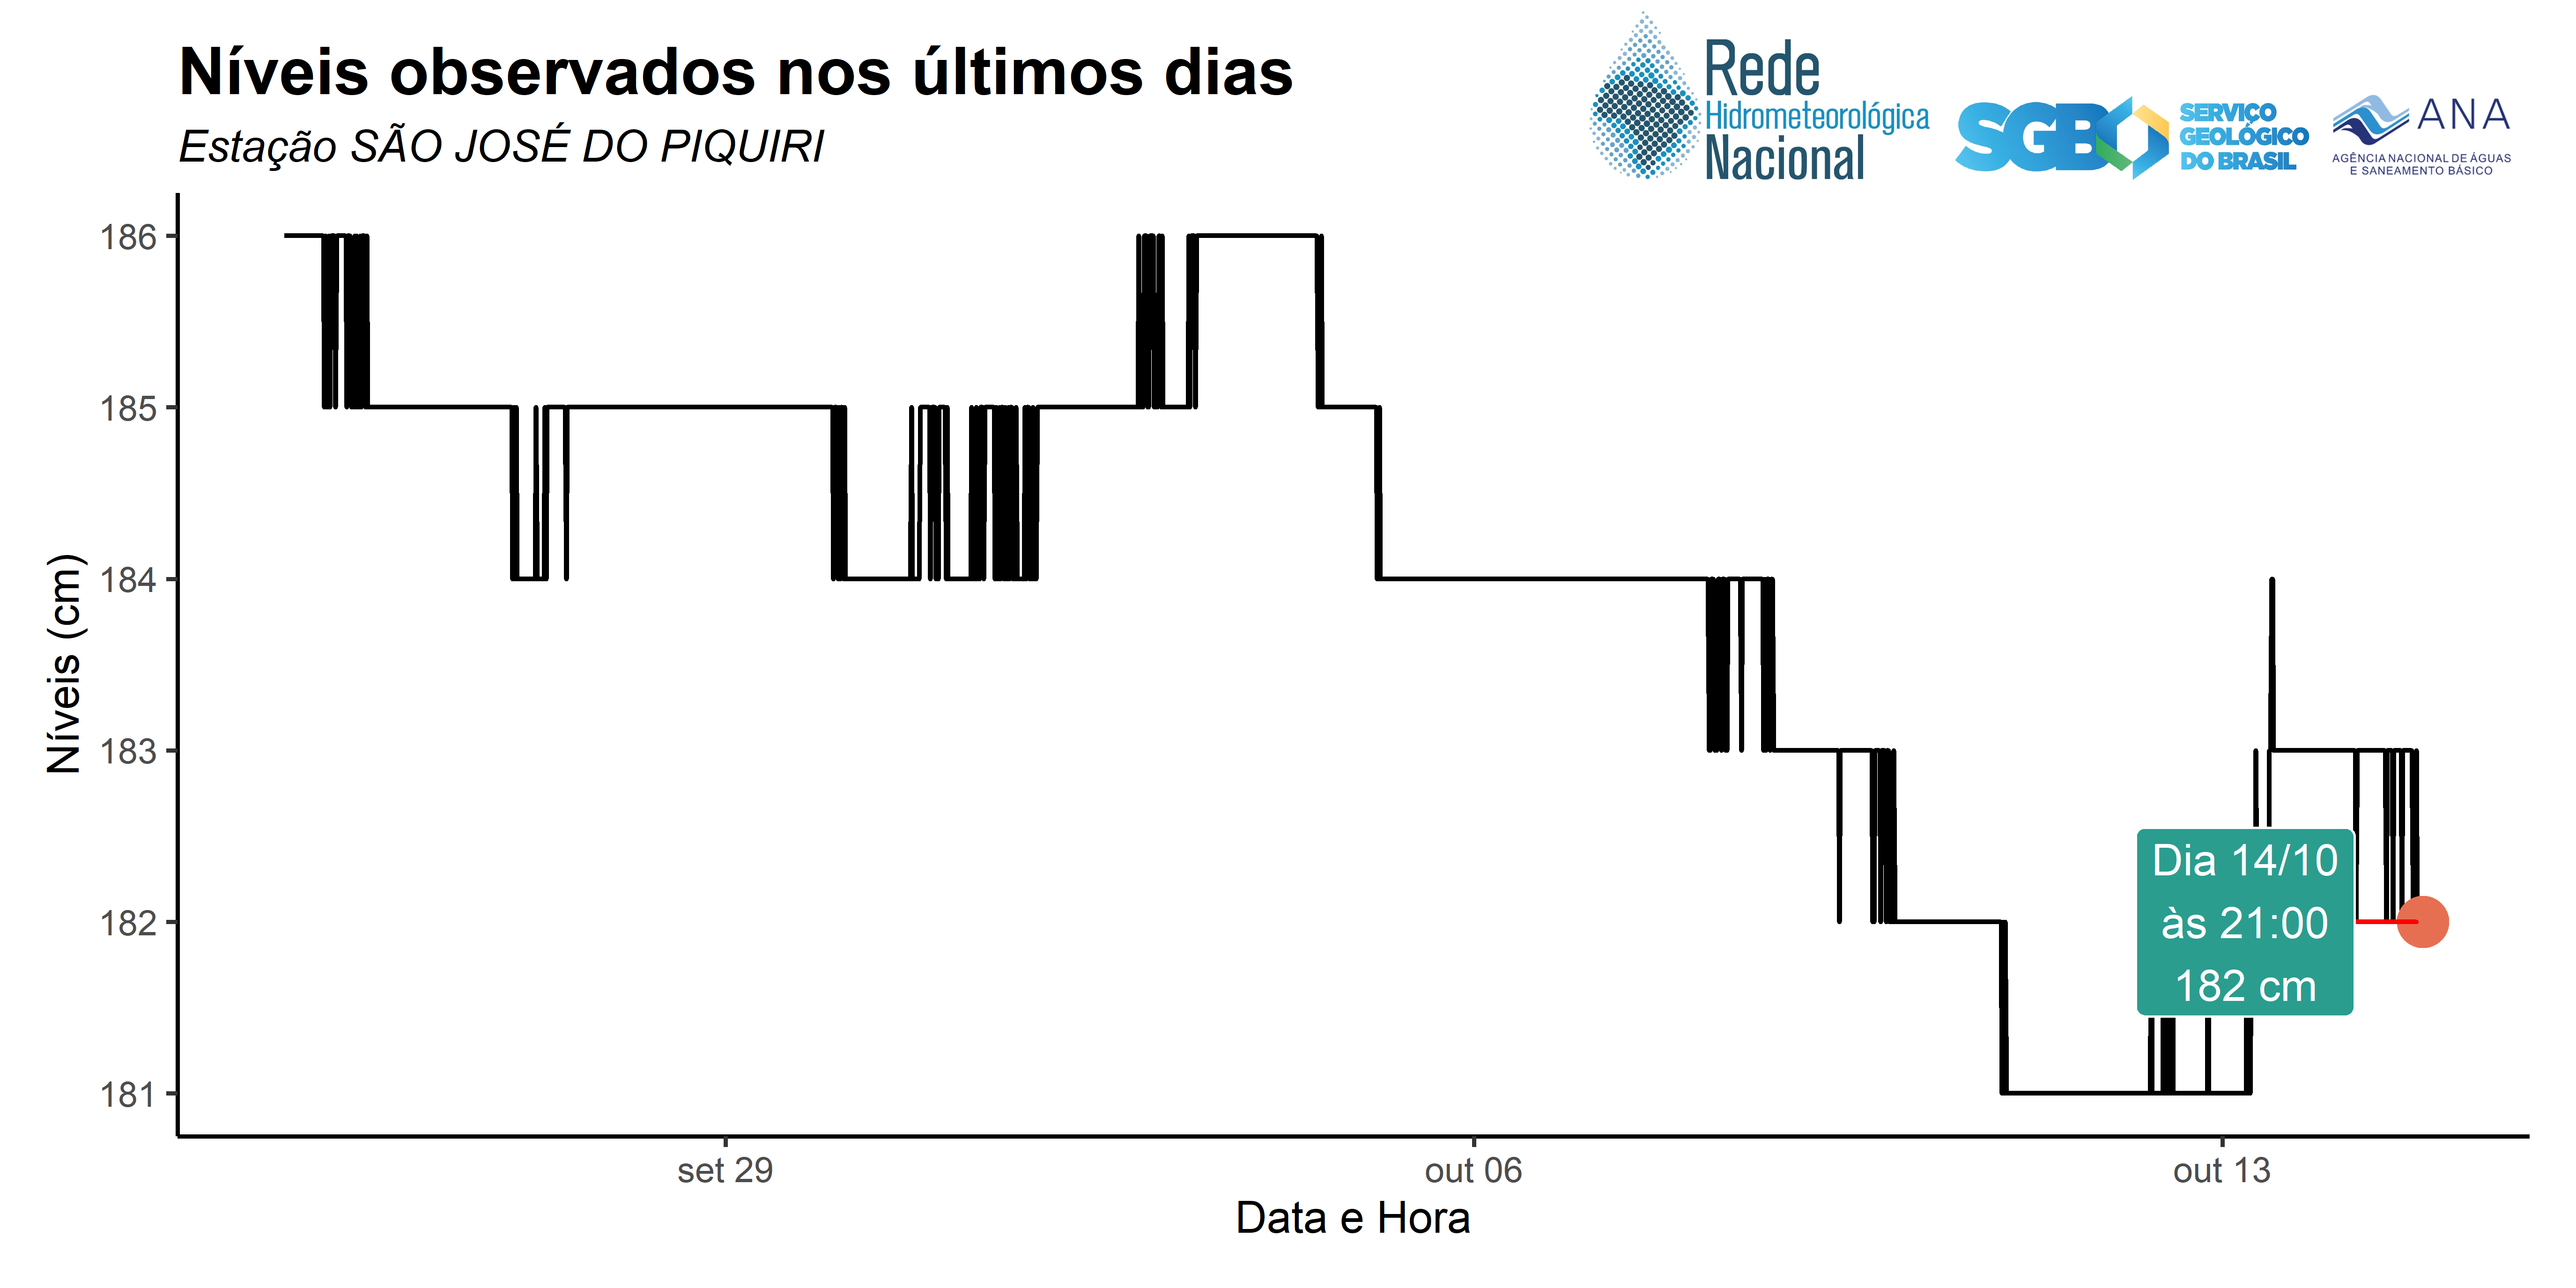 Níveis observados nos últimos dias
Estação SÃO JOSÉ DO PIQUIRI
Rede
Hidrometeorológica
Nacional
SGB
SERVIÇO
GEOLÓGICO
DO BRASIL
ANA
AGÊNCIA NACIONAL DE ÁGUAS
E SANEAMENTO BÁSICO
Níveis (cm)
186
185
184
183
182
181
Dia 14/10
às 21:00
182 cm
set 29
out 06
out 13
Data e Hora